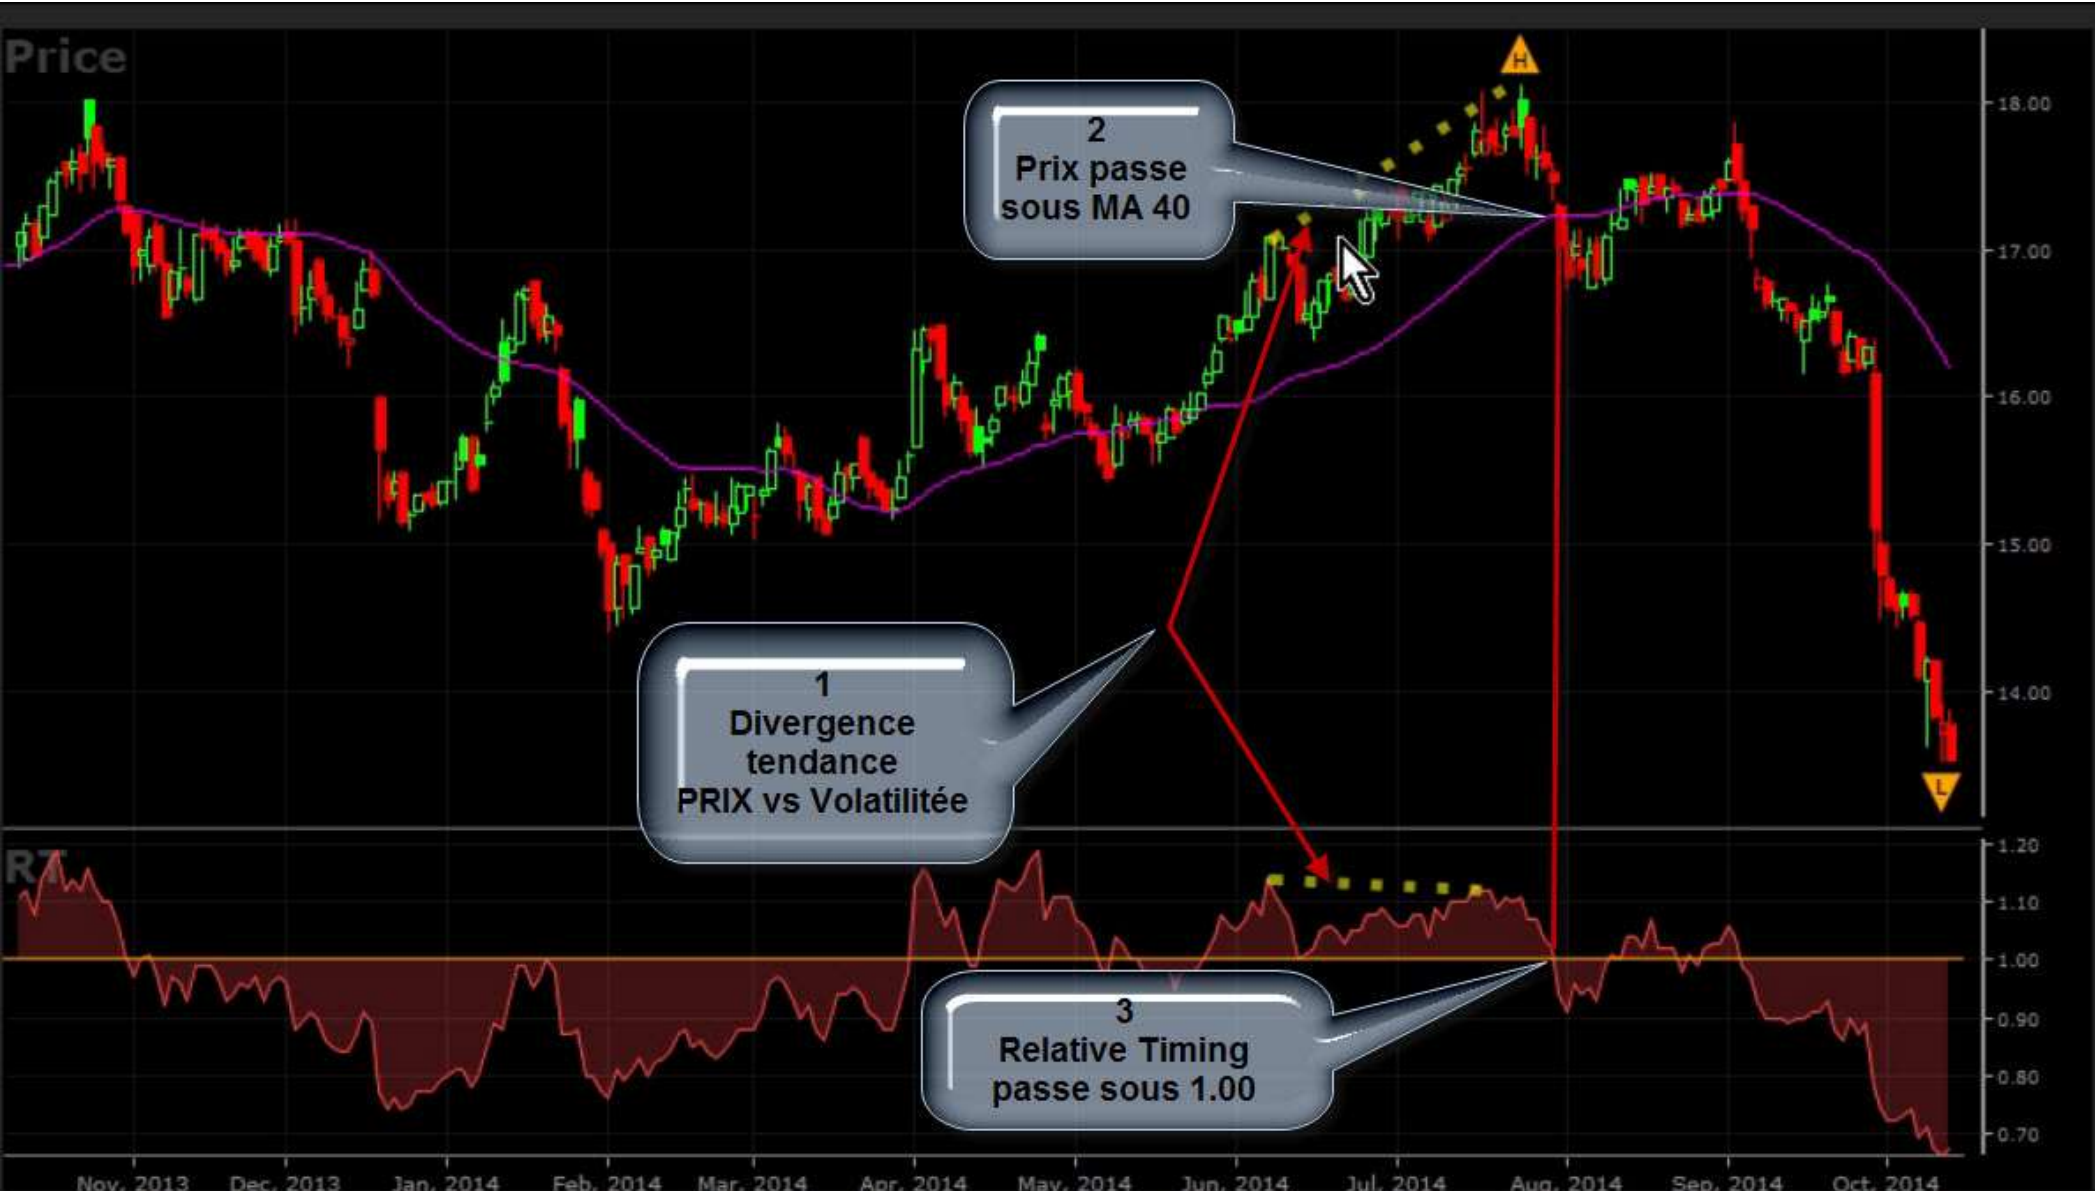 Price
H
18.00
2
Prix passe
sous MA 40
17.00
16.00
15.00
1
Divergence
tendance
PRIX vs Volatilitée
14.00
L
RT
1.20
1.10
1.00
3
Relative Timing
passe sous 1.00
0.90
0.80
0.70
Nov, 2013 Dec, 2013 Jan, 2014 Feb, 2014 Mar, 2014 Apr, 2014 May, 2014 Jun, 2014 Jul, 2014 Aug, 2014 Sep, 2014 Oct, 2014